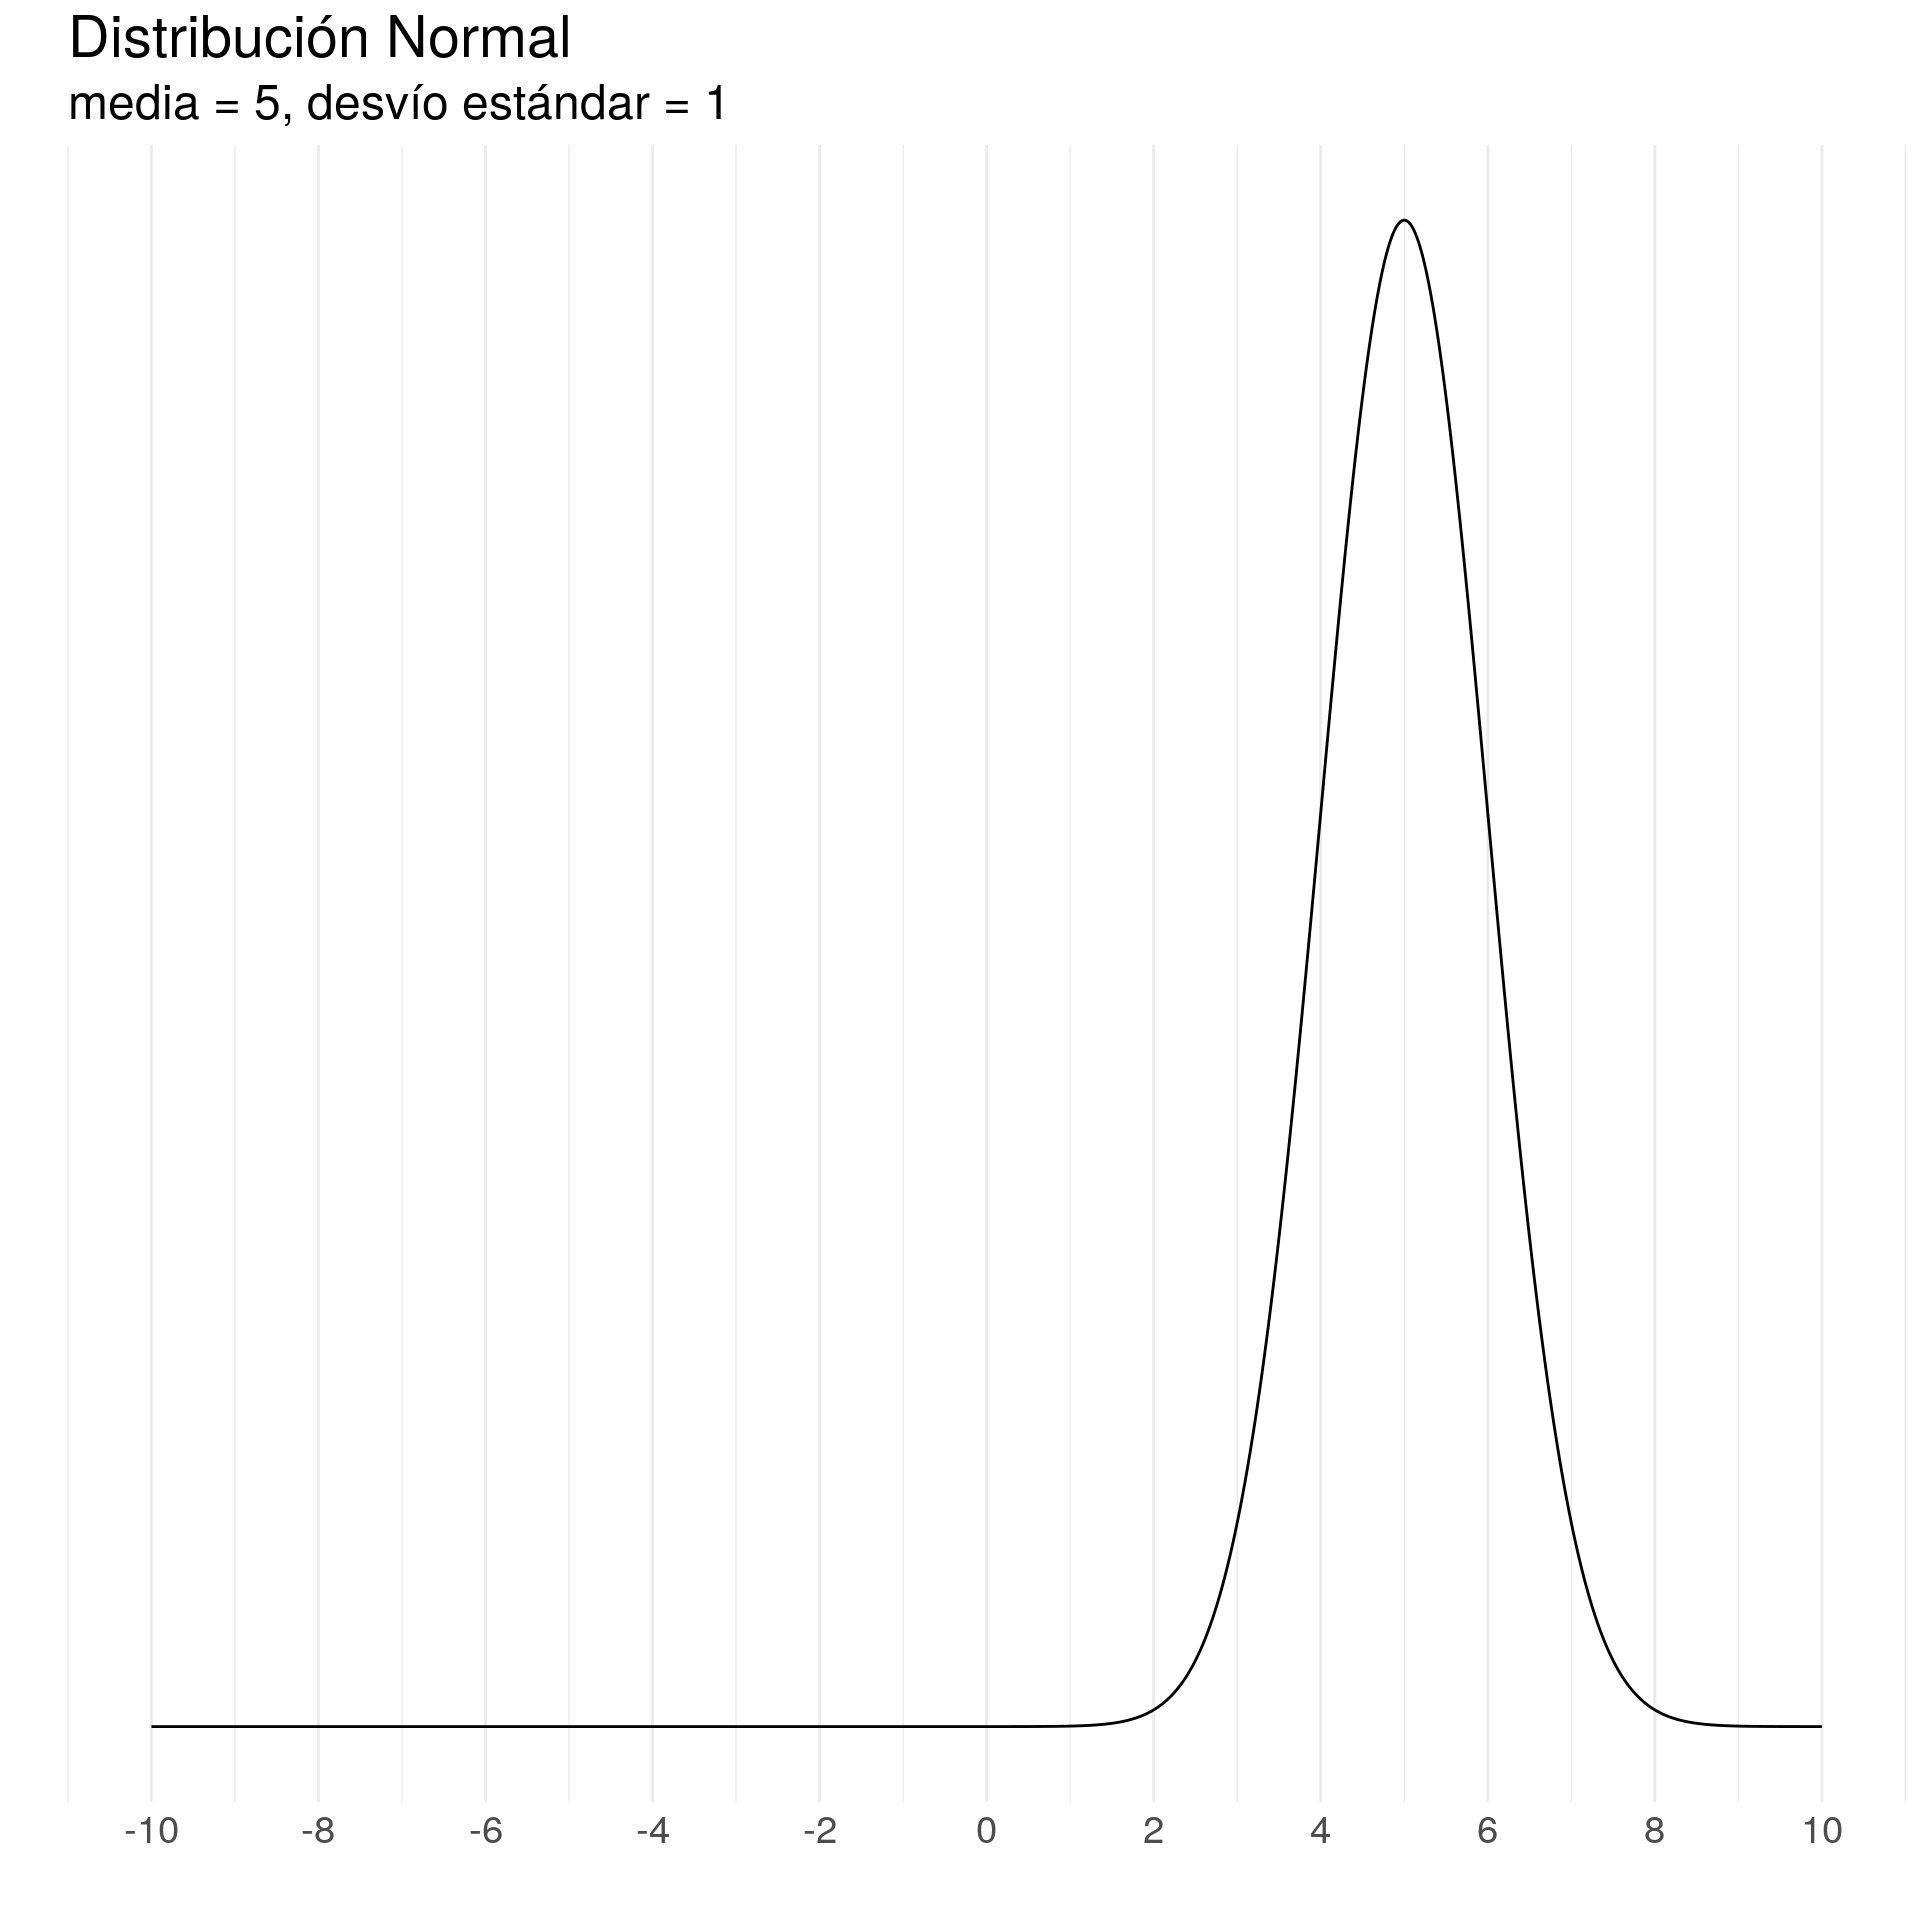 Distribución Normal
media = 5, desvío estándar = 1
-10 -8 -6 -4 -2 0 2 4 6 8 10